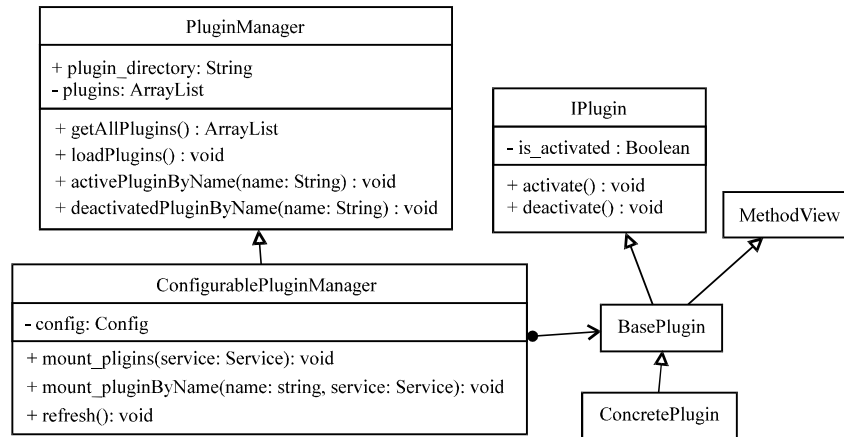 PluginManager
+ plugin_directory: String
- plugins: ArrayList
+ getAllPlugins() : ArrayList
+ loadPlugins() : void
+ activePluginByName(name: String) : void
+ deactivatedPluginByName(name: String) : void
IPlugin
- is_activated : Boolean
+ activate() : void
+ deactivate() : void
MethodView
ConfigurablePluginManager
- config: Config
+ mount_pligins(service: Service): void
+ mount_pluginByName(name: string, service: Service): void
+ refresh(): void
BasePlugin
ConcretePlugin